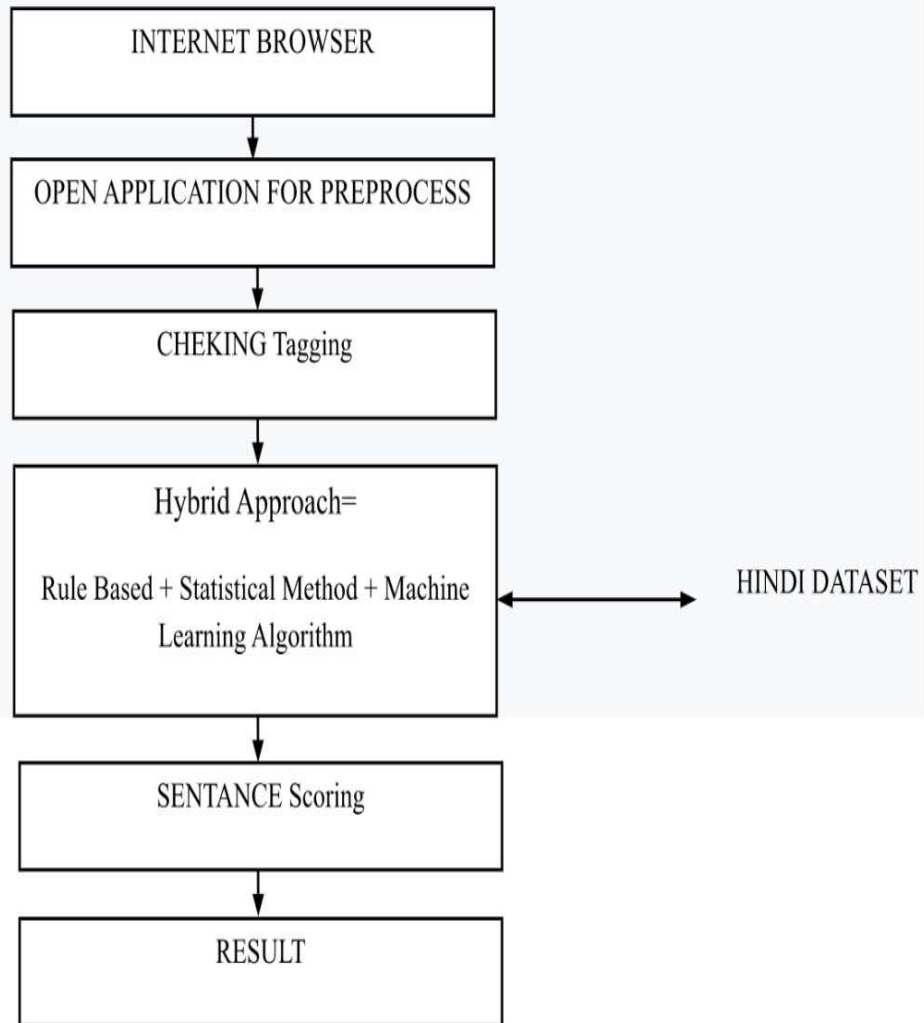 INTERNET BROWSER
OPEN APPLICATION FOR PREPROCESS
CHEKING Tagging
Hybrid Approach=
Rule Based + Statistical Method + Machine
Learning Algorithm
HINDI DATASET
SENTANCE Scoring
RESULT